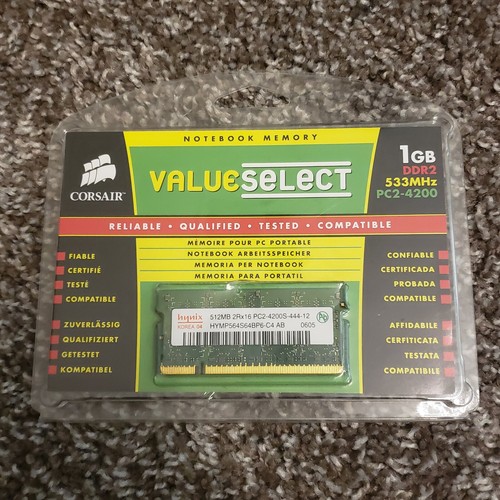 NOTEBOOK MEMORY
CORSAIR
VALUESELECT
1GB
DDR2
533MHz
PC2-4200
RELIABLE • QUALIFIED • TESTED • COMPATIBLE
MEMOIRE POUR PC PORTABLE
NOTEBOOK ARBEITSSPEICHER
MEMORIA PER NOTEBOOK
MEMORIA PARA PORTATIL
FIABLE
CERTIFIÉ
TESTÉ
COMPATIBLE
ZUVERLÄSSIG
QUALIFIZIERT
GETESTET
KOMPATIBEL
CONFIABLE
CERTIFICADA
PROBADA
COMPATIBLE
AFFIDABILE
CERFITICATA
TESTATA
COMPATIBILE
hynix
KOREA 04
512MB 2Rx16 PC2-4200S-444-12
HYMP564S64BP6-C4 AB 0605